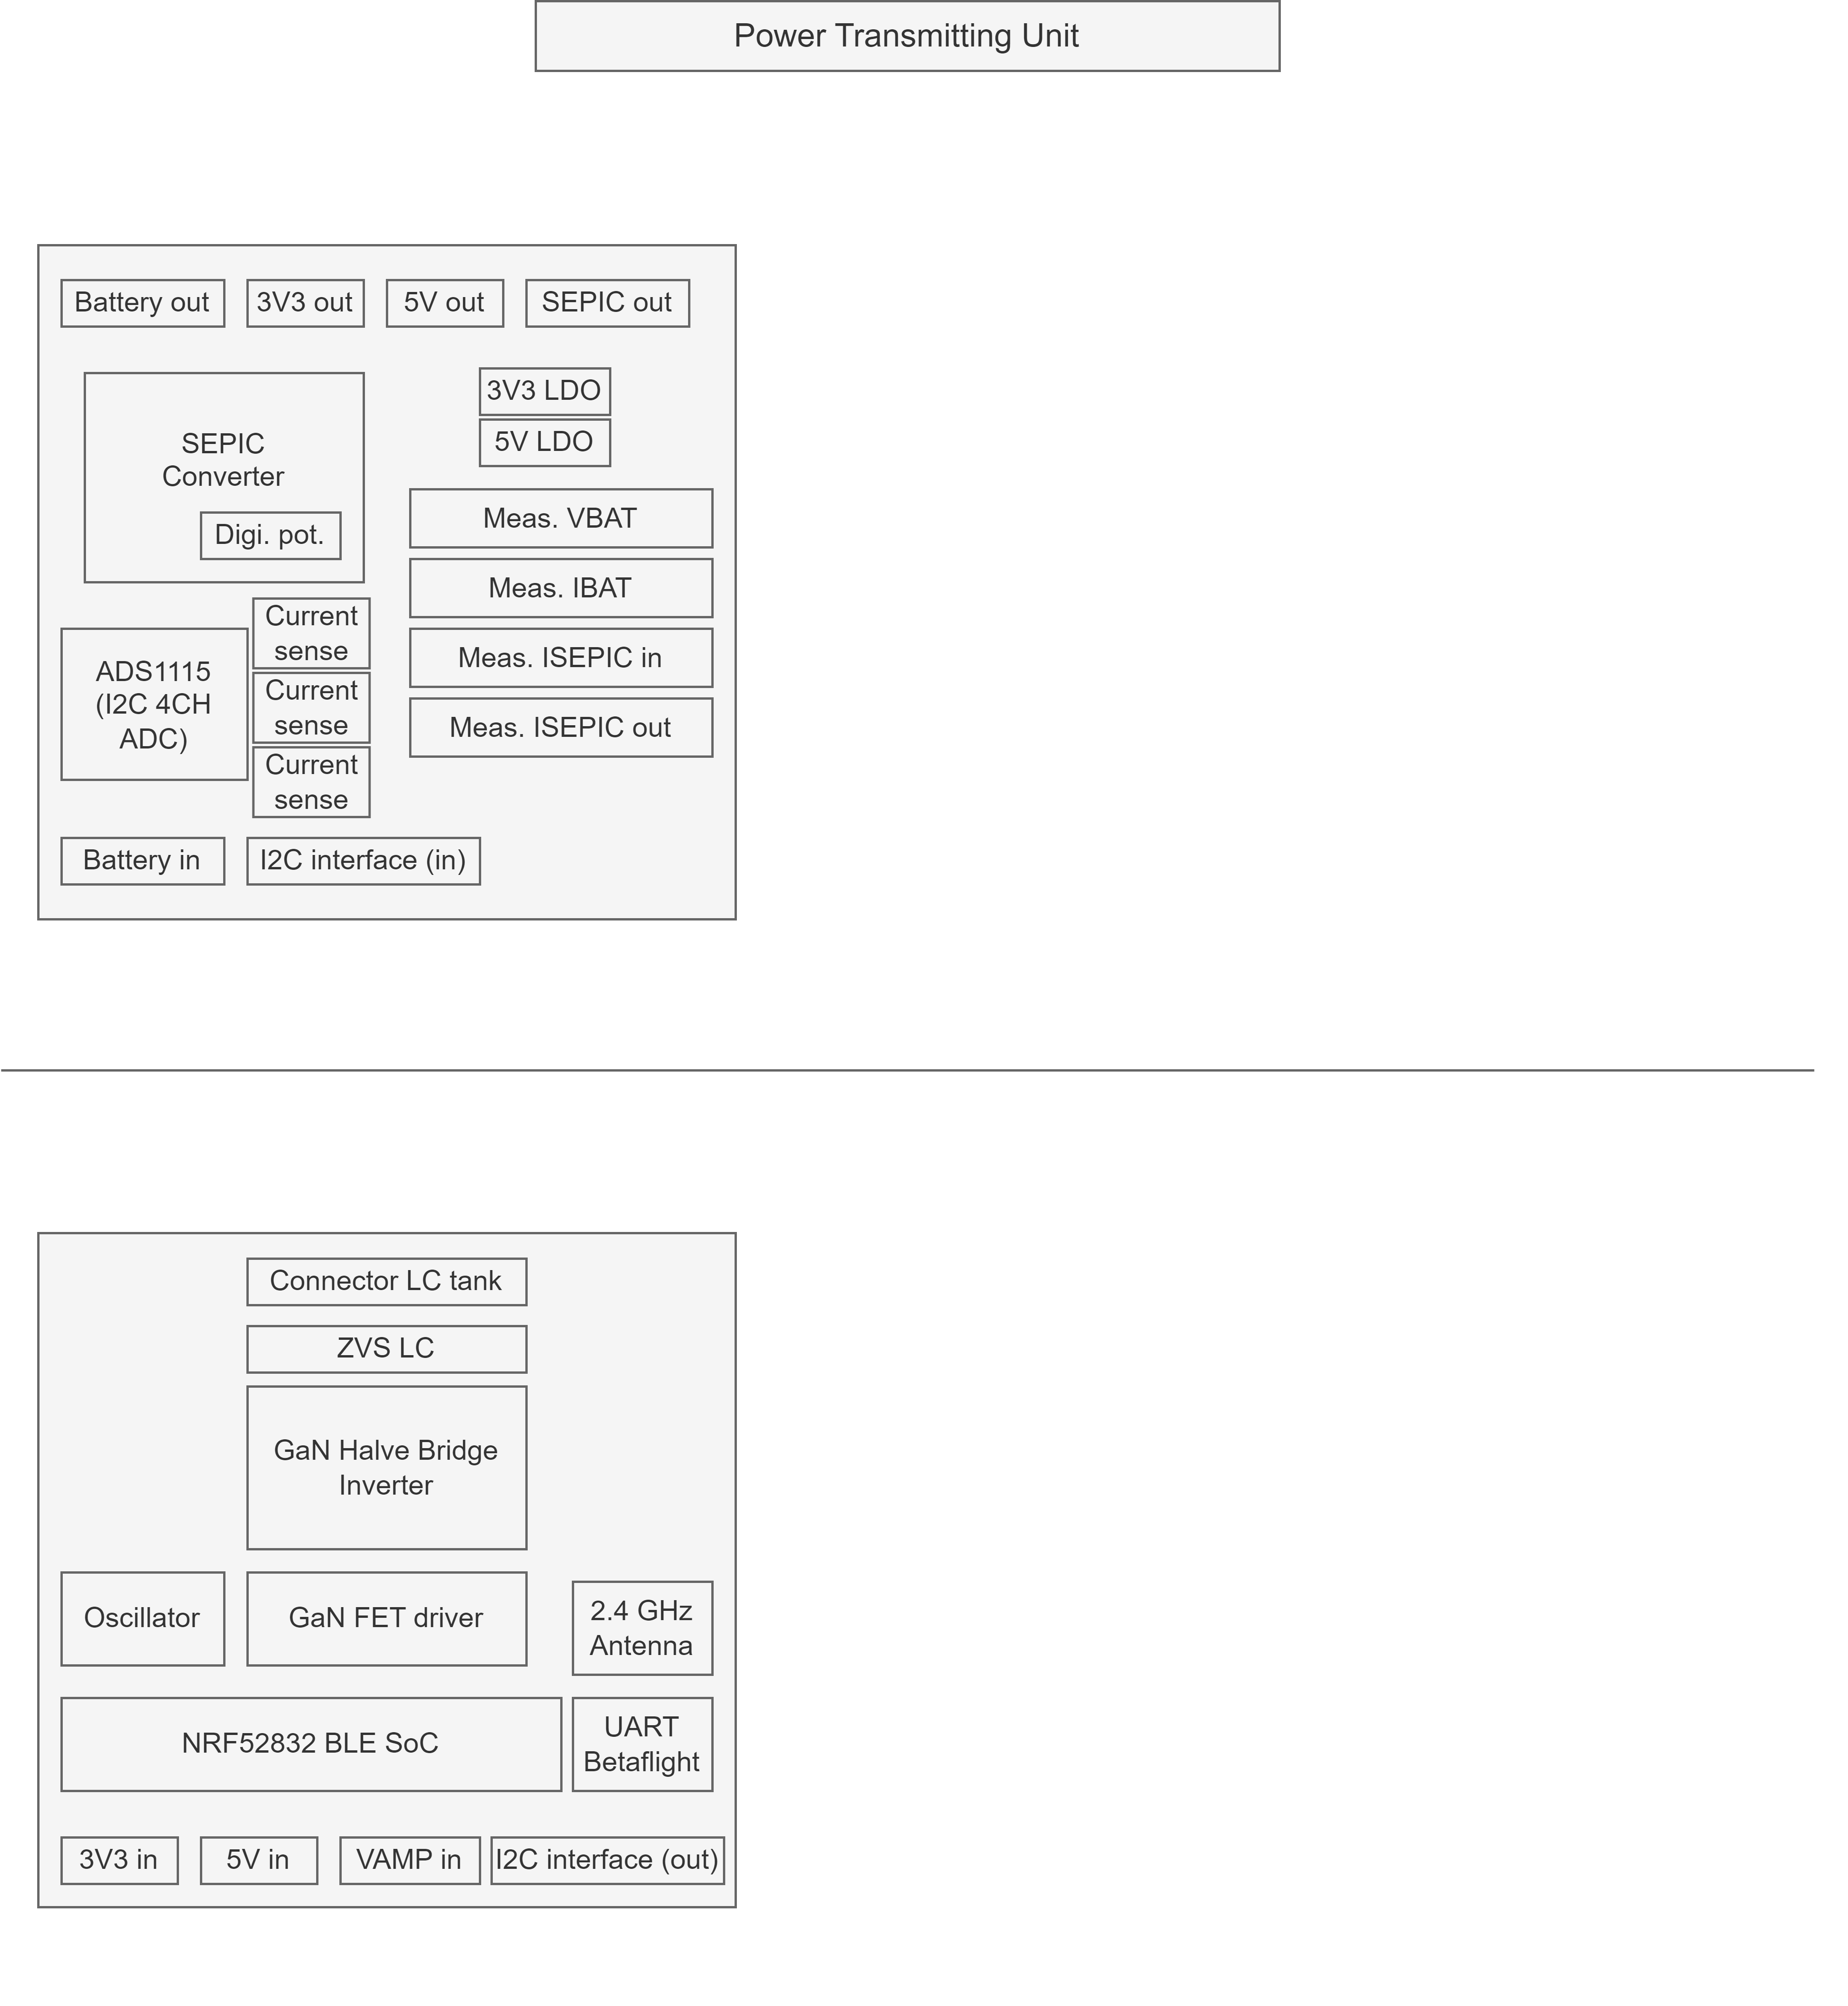 Power Transmitting Unit
Battery out
3V3 out
5V out
SEPIC out
SEPIC
Converter
Digi. pot.
3V3 LDO
5V LDO
Meas. VBAT
Meas. IBAT
Meas. ISEPIC in
Meas. ISEPIC out
ADS1115
(I2C 4CH
ADC)
Current
sense
Current
sense
Current
sense
Battery in
I2C interface (in)
Connector LC tank
ZVS LC
GaN Halve Bridge
Inverter
Oscillator
GaN FET driver
2.4 GHz
Antenna
NRF52832 BLE SoC
UART
Betaflight
3V3 in
5V in
VAMP in
I2C interface (out)